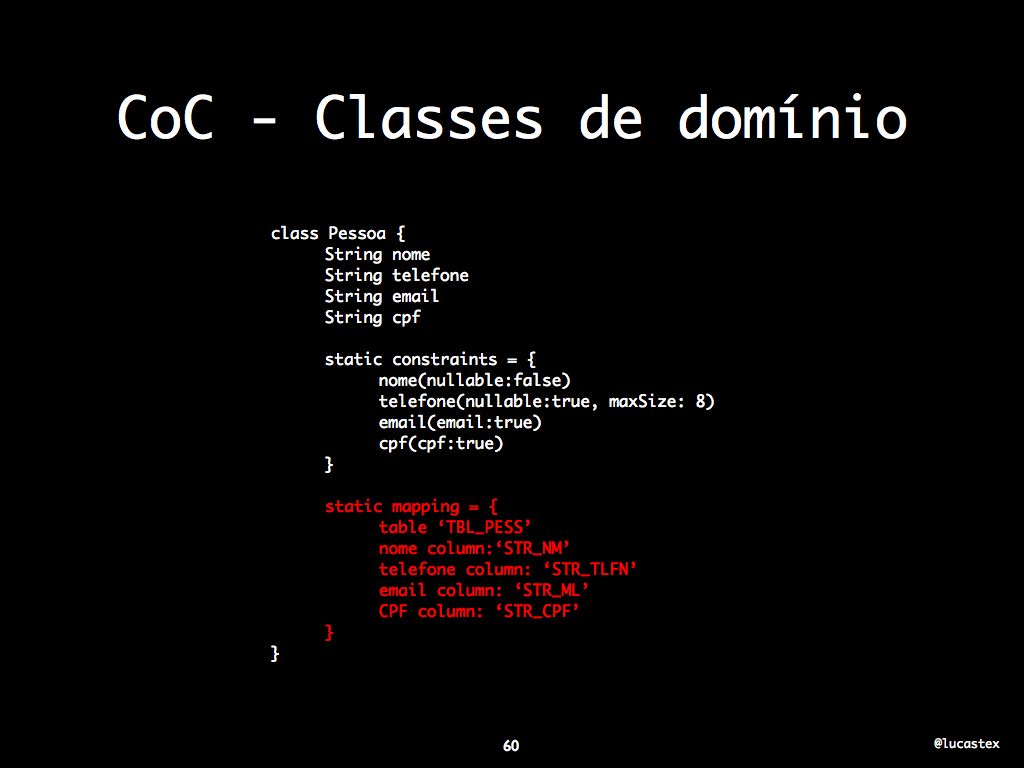 CoC - Classes de domínio
class Pessoa {
String nome
String telefone
String email
String cpf
static constraints = {
nome(nullable:false)
telefone(nullable:true, maxSize: 8)
email(email:true)
cpf(cpf:true)
}
static mapping = {
table ‘TBL_PESS’
nome column:‘STR_NM’
telefone column: ‘STR_TLFN’
email column: ‘STR_ML’
CPF column: ‘STR_CPF’
}
}
60
@lucastex